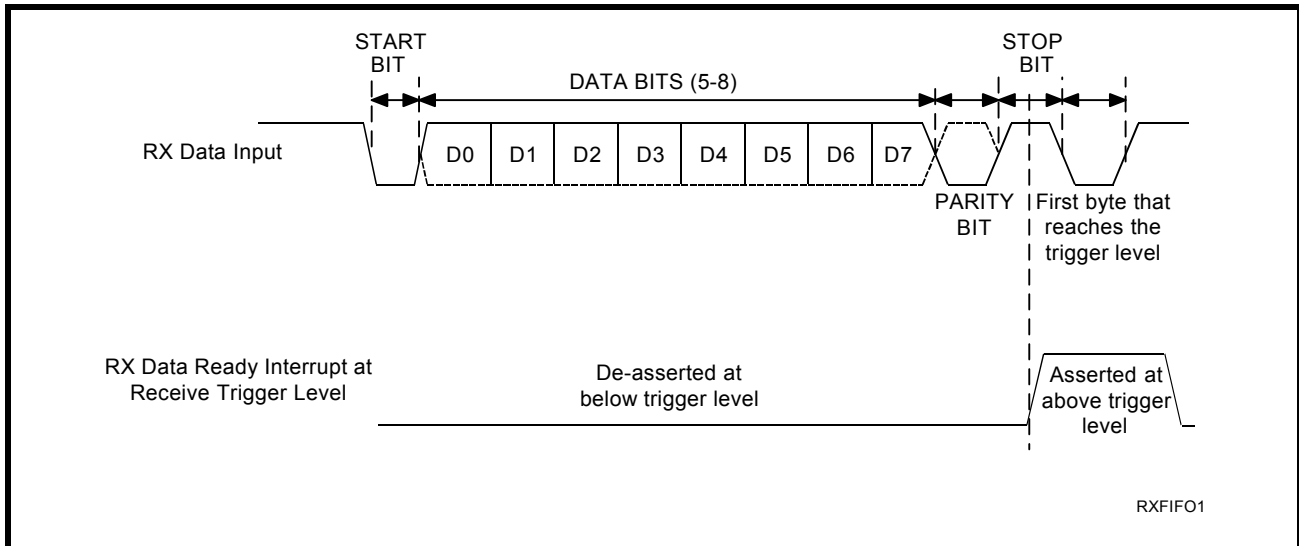 START
BIT
STOP
BIT
DATA BITS (5-8)
RX Data Input
D0 D1 D2 D3 D4 D5 D6 D7
PARITY
BIT
First byte that
reaches the
trigger level
RX Data Ready Interrupt at
Receive Trigger Level
De-asserted at
below trigger level
Asserted at
above trigger
level
RXFIFO1